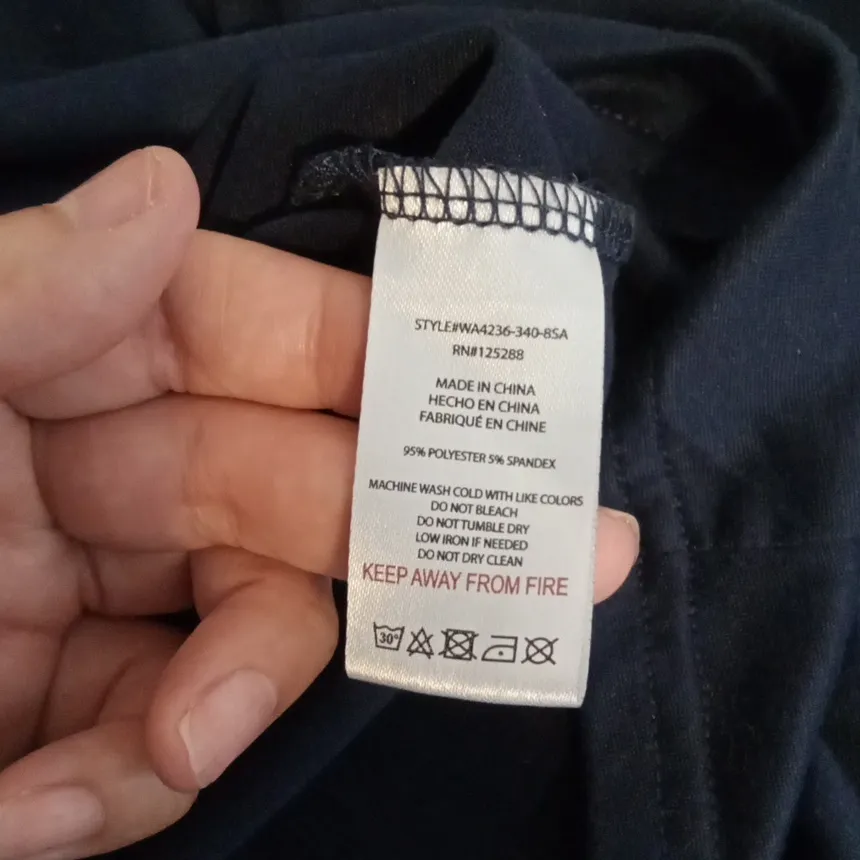 STYLE#WA4236-340-8SA
RN#125288
MADE IN CHINA
HECHO EN CHINA
FABRIQUÉ EN CHINE
95% POLYESTER 5% SPANDEX
MACHINE WASH COLD WITH LIKE COLORS
DO NOT BLEACH
DO NOT TUMBLE DRY
LOW IRON IF NEEDED
DO NOT DRY CLEAN
KEEP AWAY FROM FIRE
30°